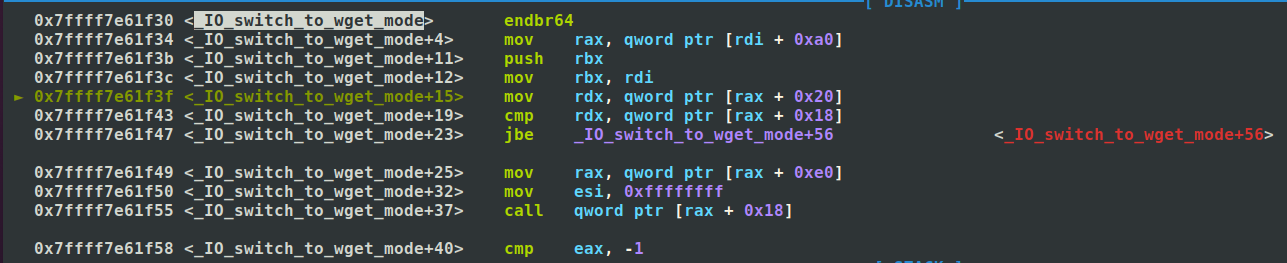 [ DISASM ]
0x7ffff7e61f30 <_IO_switch_to_wget_mode> endbr64
0x7ffff7e61f34 <_IO_switch_to_wget_mode+4> mov rax, qword ptr [rdi + 0xa0]
0x7ffff7e61f3b <_IO_switch_to_wget_mode+11> push rbx
0x7ffff7e61f3c <_IO_switch_to_wget_mode+12> mov rbx, rdi
► 0x7ffff7e61f3f <_IO_switch_to_wget_mode+15> mov rdx, qword ptr [rax + 0x20]
0x7ffff7e61f43 <_IO_switch_to_wget_mode+19> cmp rdx, qword ptr [rax + 0x18]
0x7ffff7e61f47 <_IO_switch_to_wget_mode+23> jbe _IO_switch_to_wget_mode+56 <_IO_switch_to_wget_mode+56>
0x7ffff7e61f49 <_IO_switch_to_wget_mode+25> mov rax, qword ptr [rax + 0xe0]
0x7ffff7e61f50 <_IO_switch_to_wget_mode+32> mov esi, 0xffffffff
0x7ffff7e61f55 <_IO_switch_to_wget_mode+37> call qword ptr [rax + 0x18]
0x7ffff7e61f58 <_IO_switch_to_wget_mode+40> cmp eax, -1